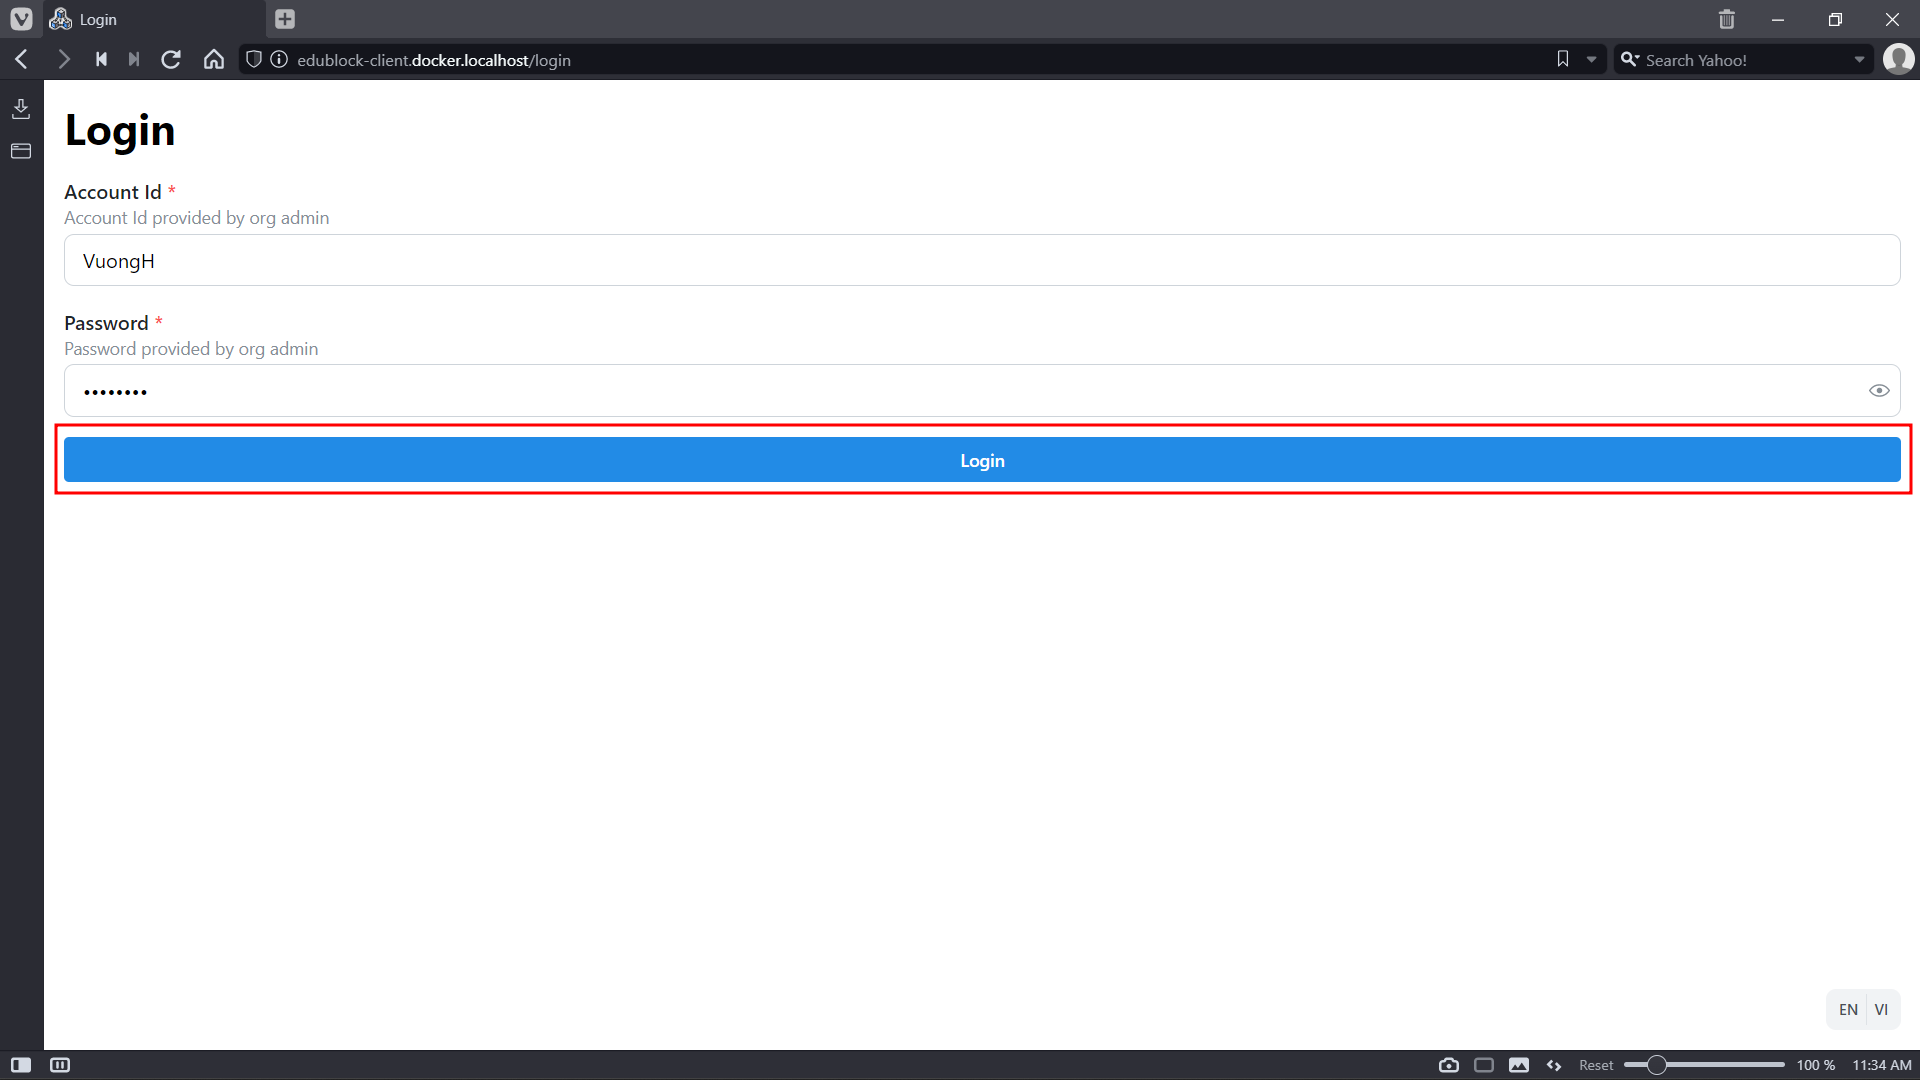 Login
edublock-client.docker.localhost/login
Search Yahoo!
Login
Account Id *
Account Id provided by org admin
VuongH
Password *
Password provided by org admin
••••••••
Login
EN VI
Reset 100 % 11:34 AM